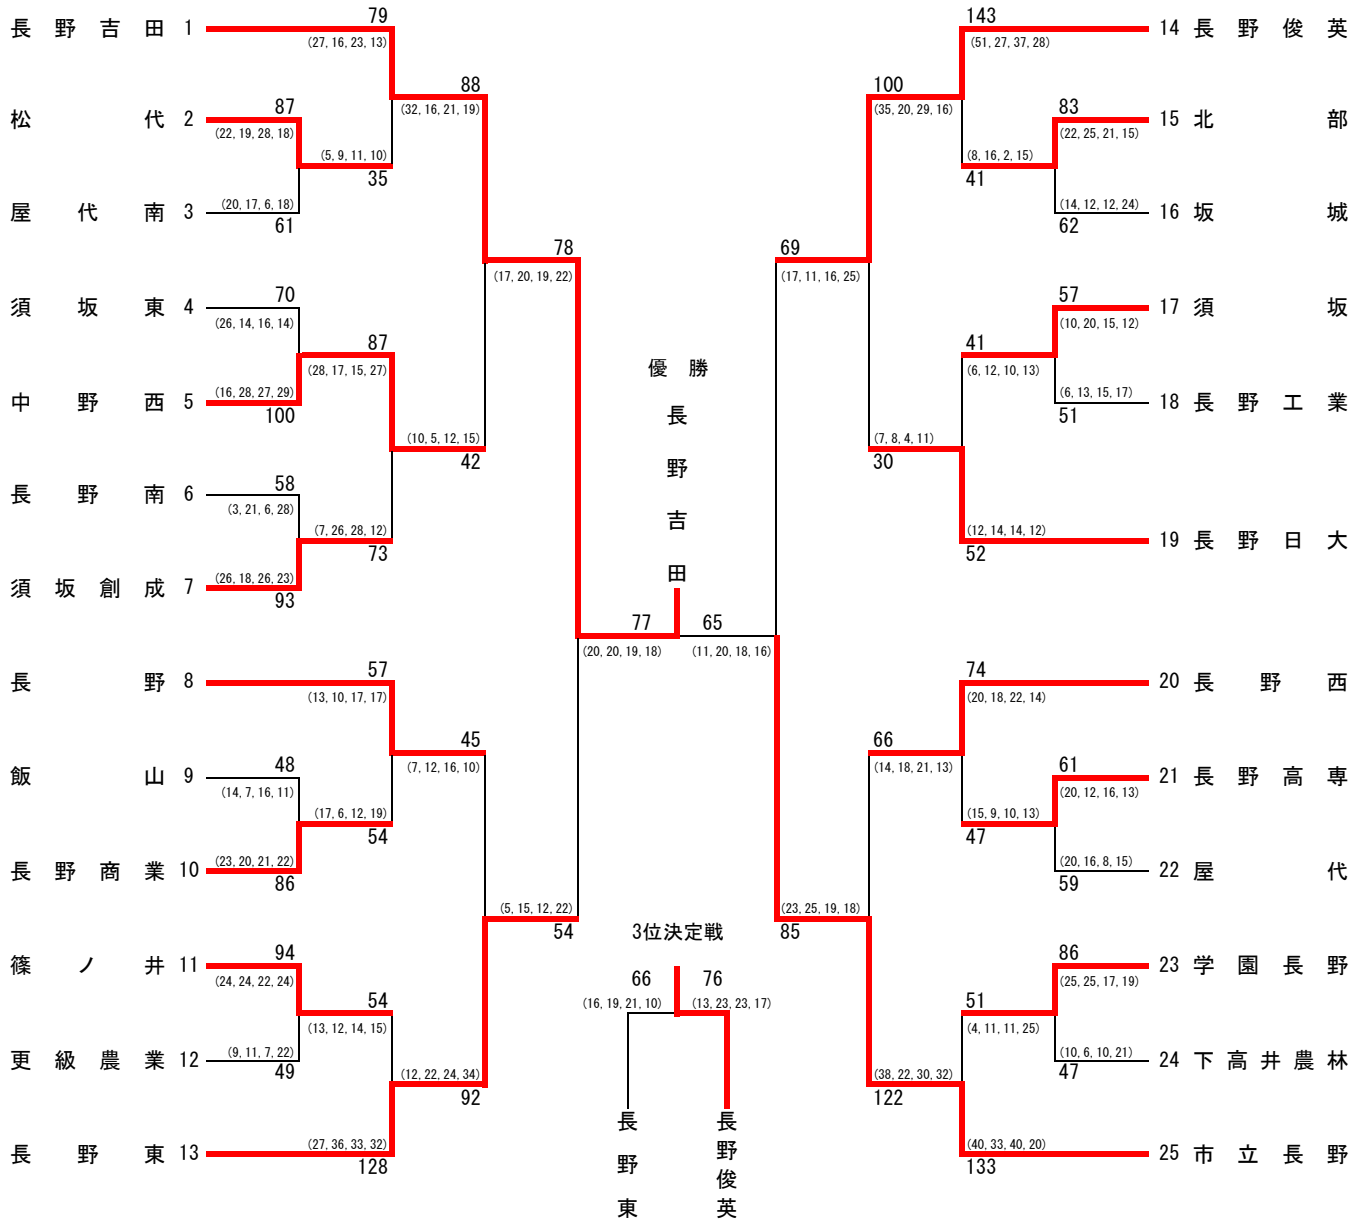 長野吉田 1
79
(27, 16, 23, 13)
松代 2
87
(22, 19, 28, 18)
屋代南 3
(20, 17, 6, 18)
61
(5, 9, 11, 10)
35
88
(32, 16, 21, 19)
須坂東 4
70
(26, 14, 16, 14)
中野西 5
(16, 28, 27, 29)
100
87
(28, 17, 15, 27)
長野南 6
58
(3, 21, 6, 28)
須坂創成 7
(26, 18, 26, 23)
93
(7, 26, 28, 12)
73
(10, 5, 12, 15)
42
78
(17, 20, 19, 22)
長野 8
57
(13, 10, 17, 17)
飯山 9
48
(14, 7, 16, 11)
長野商業 10
(23, 20, 21, 22)
86
(17, 6, 12, 19)
54
45
(7, 12, 16, 10)
篠ノ井 11
94
(24, 24, 22, 24)
更級農業 12
(9, 11, 7, 22)
49
54
(13, 12, 14, 15)
長野東 13
(27, 36, 33, 32)
128
(12, 22, 24, 34)
92
(5, 15, 12, 22)
54
優勝
長野吉田
77
(20, 20, 19, 18)
65
(11, 20, 18, 16)
3位決定戦
66
(16, 19, 21, 10)
76
(13, 23, 23, 17)
長野東
長野俊英
143
(51, 27, 37, 28)
14 長野俊英
83
(22, 25, 21, 15)
15 北部
(14, 12, 12, 24)
62
16 坂城
(8, 16, 2, 15)
41
100
(35, 20, 29, 16)
57
(10, 20, 15, 12)
17 須坂
(6, 13, 15, 17)
51
18 長野工業
41
(6, 12, 10, 13)
(12, 14, 14, 12)
52
19 長野日大
(7, 8, 4, 11)
30
69
(17, 11, 16, 25)
74
(20, 18, 22, 14)
20 長野西
61
(20, 12, 16, 13)
21 長野高専
(20, 16, 8, 15)
59
22 屋代
(15, 9, 10, 13)
47
66
(14, 18, 21, 13)
86
(25, 25, 17, 19)
23 学園長野
(10, 6, 10, 21)
47
24 下高井農林
51
(4, 11, 11, 25)
(40, 33, 40, 20)
133
25 市立長野
(38, 22, 30, 32)
122
(23, 25, 19, 18)
85